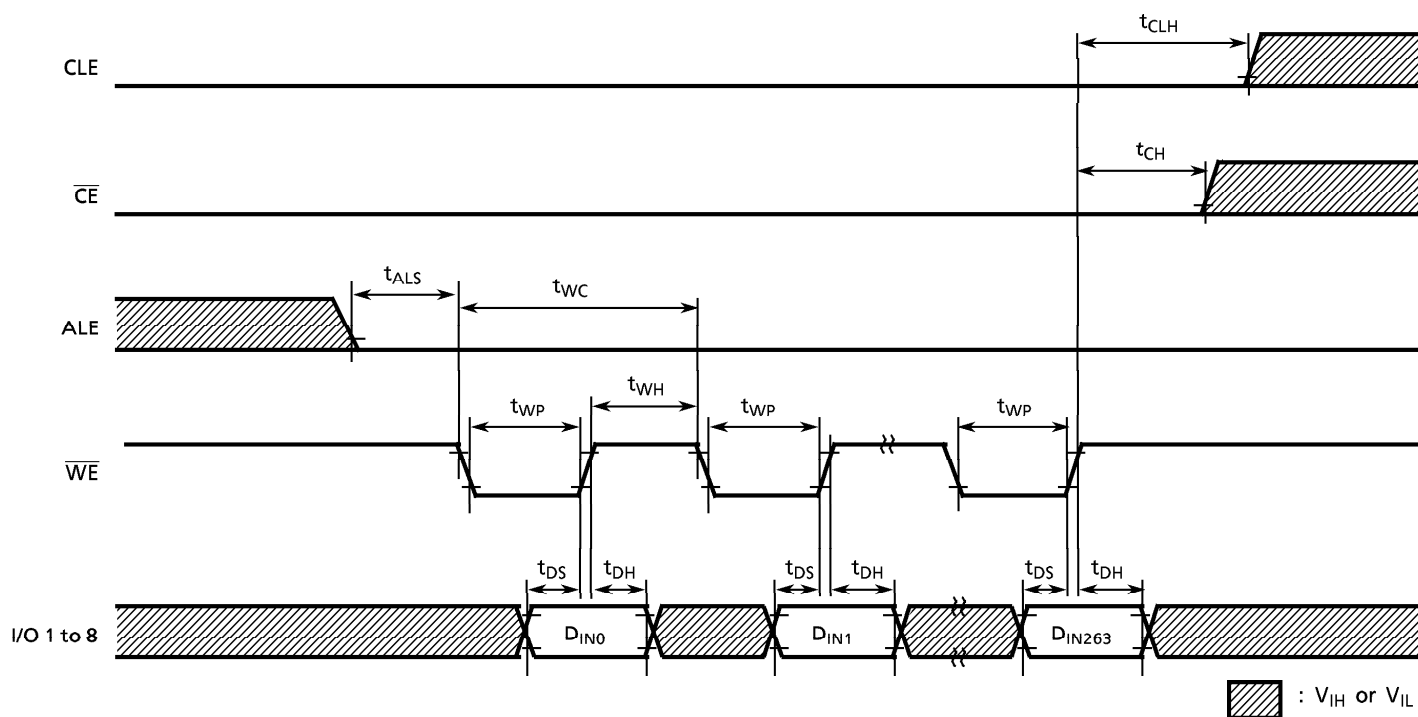 tCLH
CLE
tCH
CE
tALS
tWC
ALE
tWH
tWP
tWP
tWP
WE
tDS
tDH
tDS
tDH
tDS
tDH
I/O 1 to 8
DIN0
DIN1
DIN263
: VIH or VIL